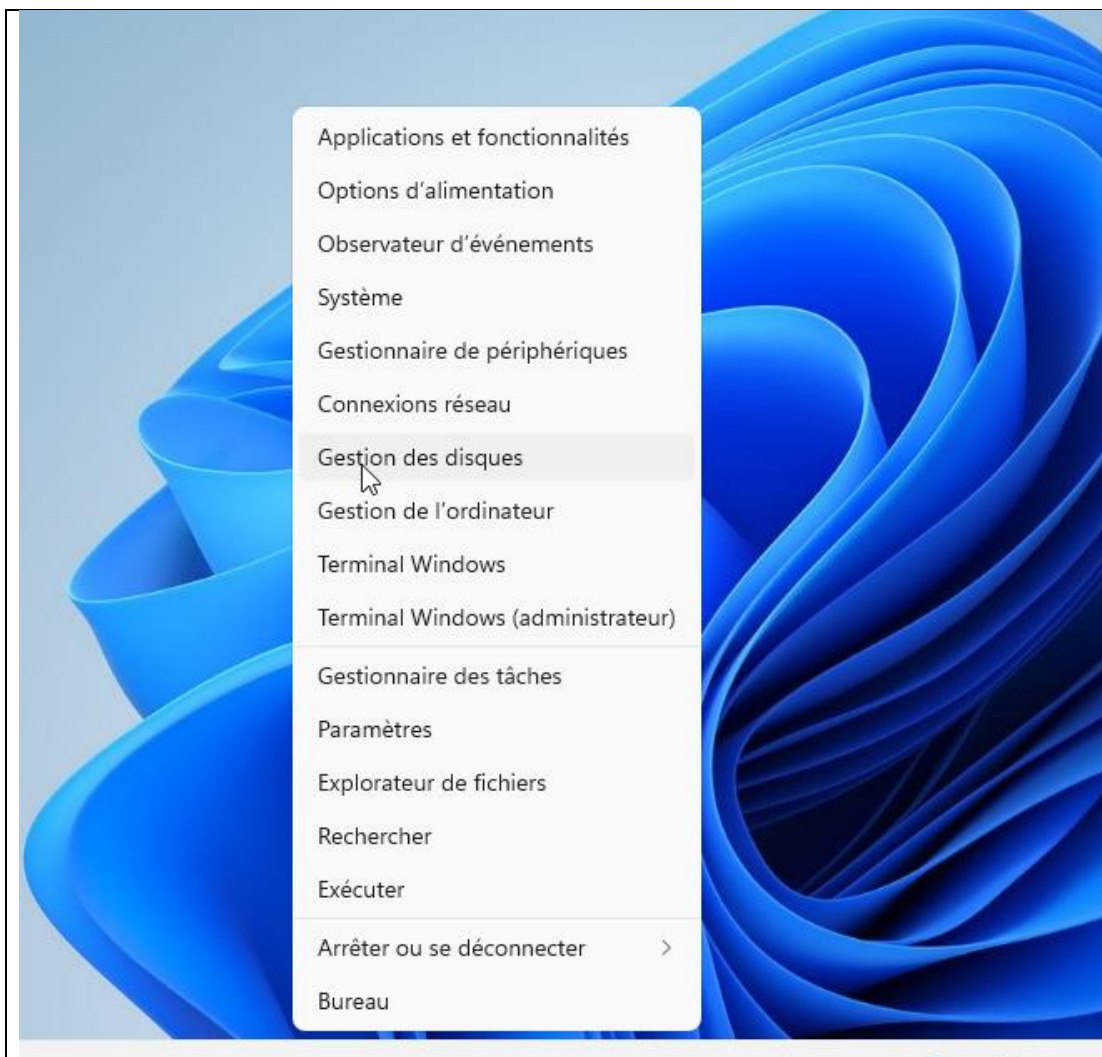 Applications et fonctionnalités
Options d’alimentation
Observateur d’événements
Système
Gestionnaire de périphériques
Connexions réseau
Gestion des disques
Gestion de l’ordinateur
Terminal Windows
Terminal Windows (administrateur)
Gestionnaire des tâches
Paramètres
Explorateur de fichiers
Rechercher
Exécuter
Arrêter ou se déconnecter
Bureau